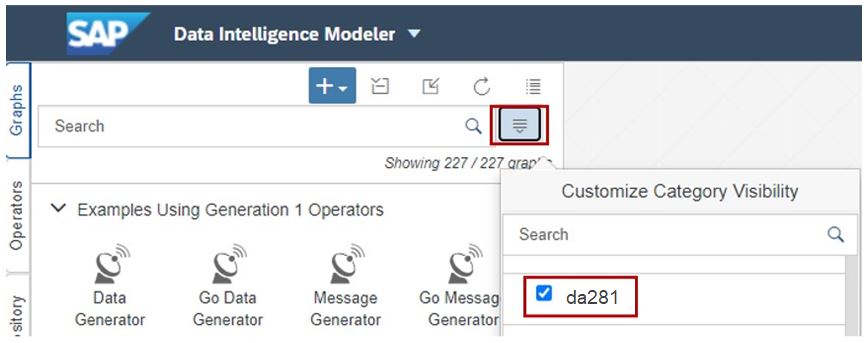 SAP Data Intelligence Modeler
Graphs
Search
Showing 227 / 227 graphs
Customize Category Visibility
Operators
Examples Using Generation 1 Operators
Search
Data Generator
Go Data Generator
Message Generator
Go Messag Generator
da281
sitory